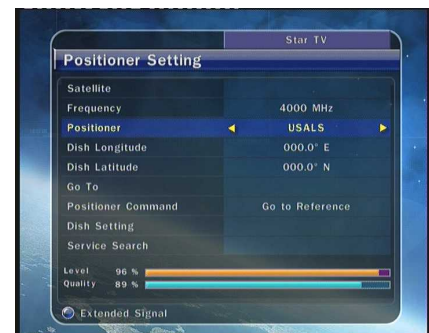 Star TV
Positioner Setting
Satellite
Frequency 4000 MHz
Positioner USALS
Dish Longitude 000.0° E
Dish Latitude 000.0° N
Go To
Positioner Command Go to Reference
Dish Setting
Service Search
Level 96 %
Quality 89 %
Extended Signal